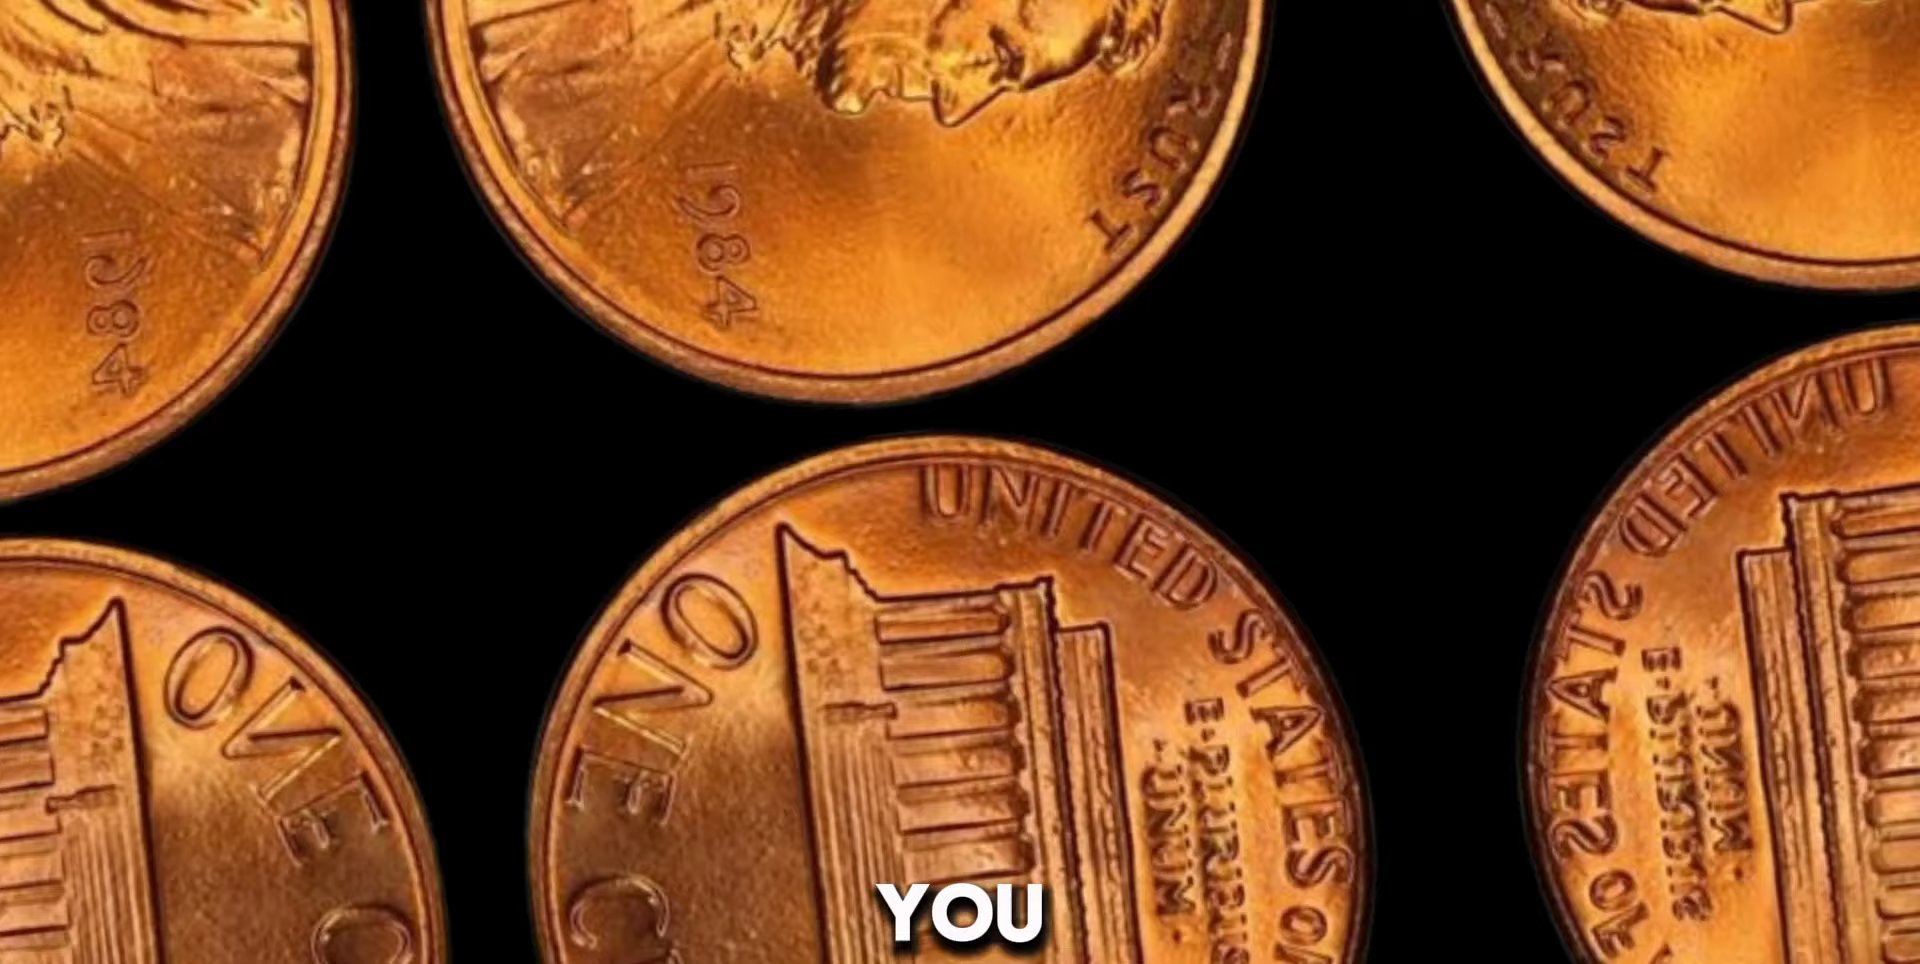 1984
1984
TRUST
TRUST
UNITED STATES OF
ONE C
E·PLURIBUS
·UNUM·
UNITED STATES OF
E·PLURIBUS
·UNUM·
ONE C
YOU